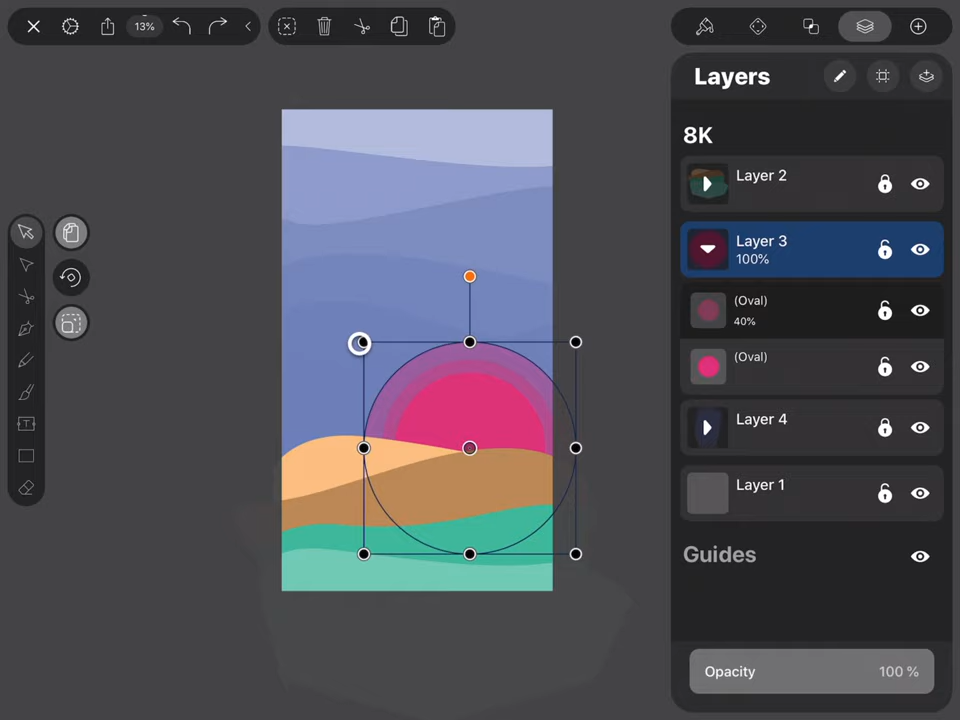 13%
Layers
8K
Layer 2
Layer 3
100%
(Oval)
40%
(Oval)
Layer 4
Layer 1
Guides
Opacity 100 %